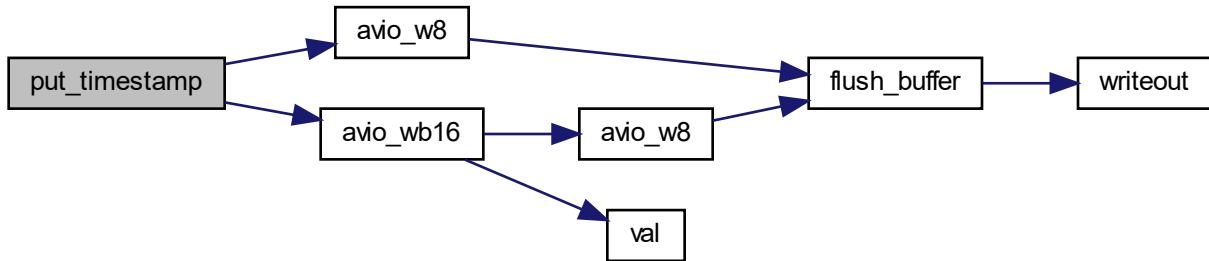 avio_w8
put_timestamp
flush_buffer
writeout
avio_wb16
avio_w8
val